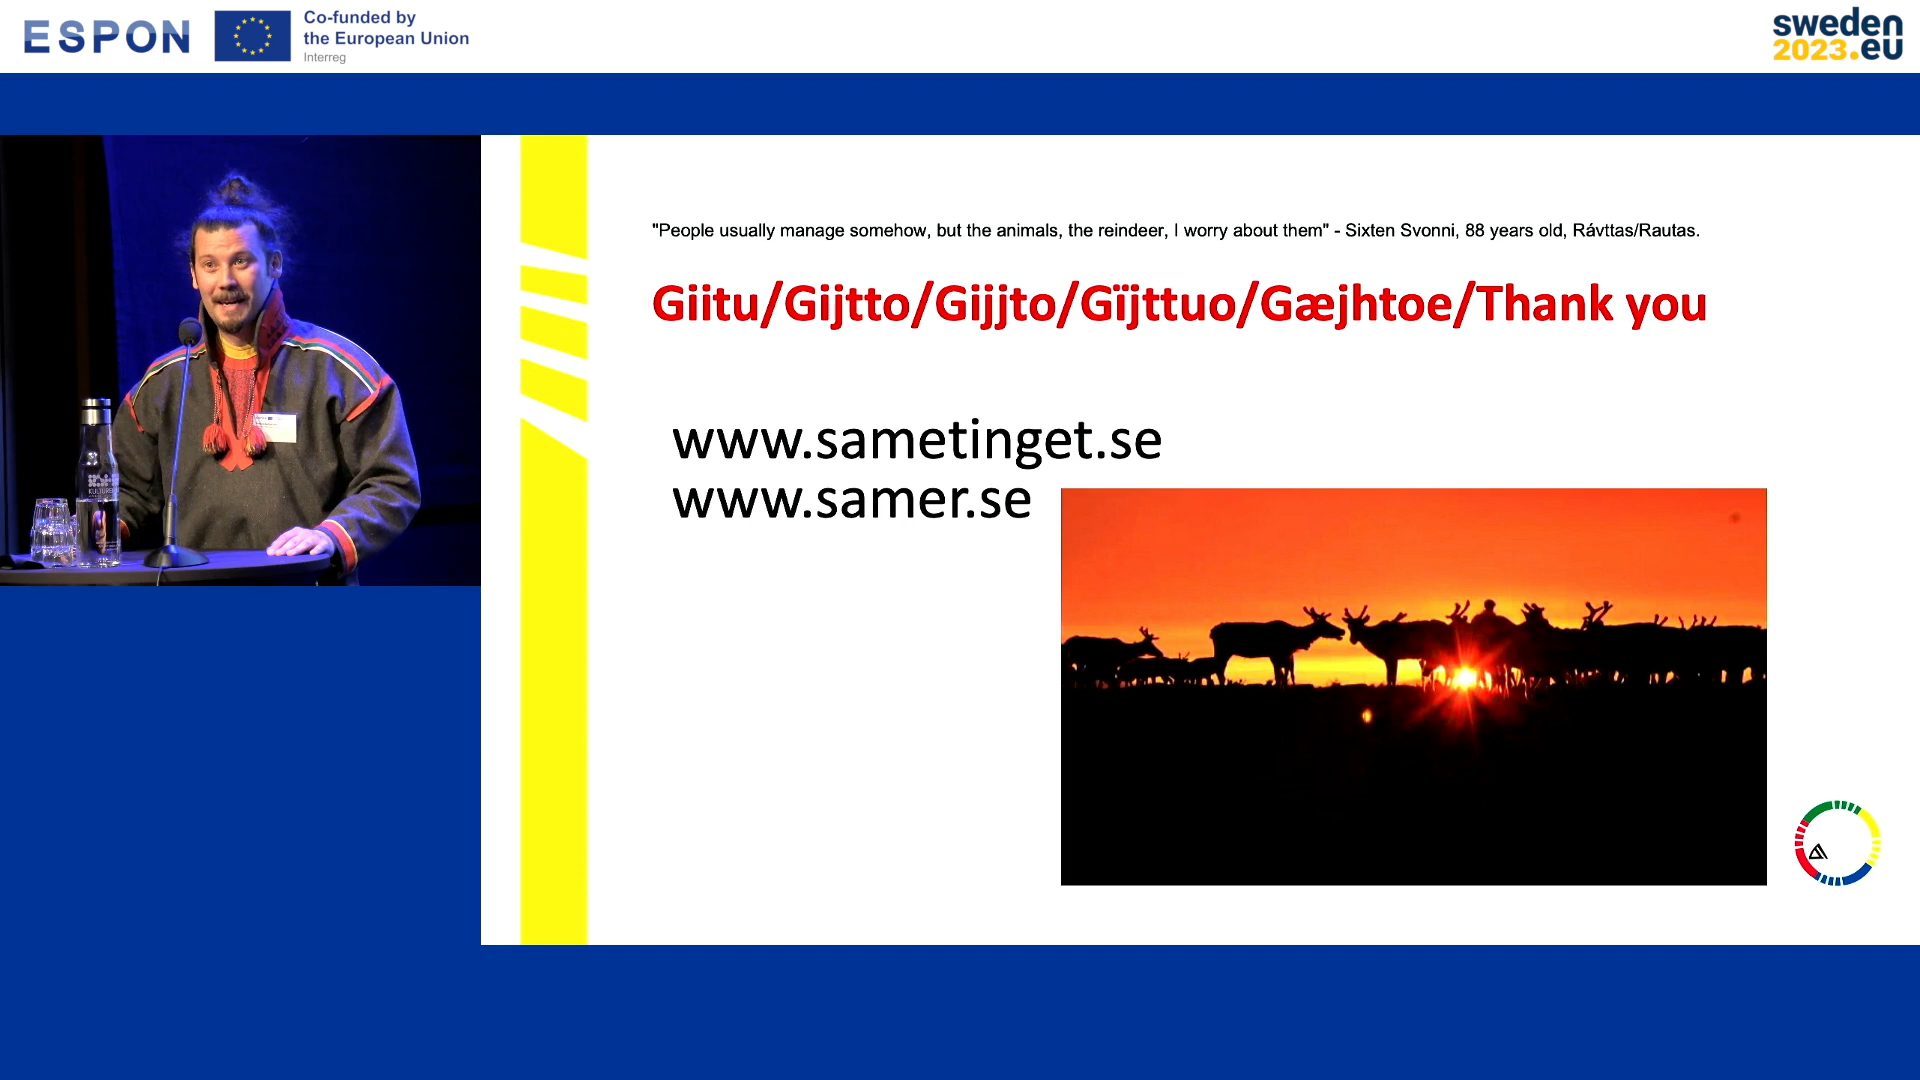 ESPON
Co-funded by
the European Union
Interreg
sweden
2023.eu
"People usually manage somehow, but the animals, the reindeer, I worry about them" - Sixten Svonni, 88 years old, Rávttas/Rautas.
Giitu/Gijtto/Gijjto/Gïjttuo/Gæjhtoe/Thank you
www.sametinget.se
www.samer.se